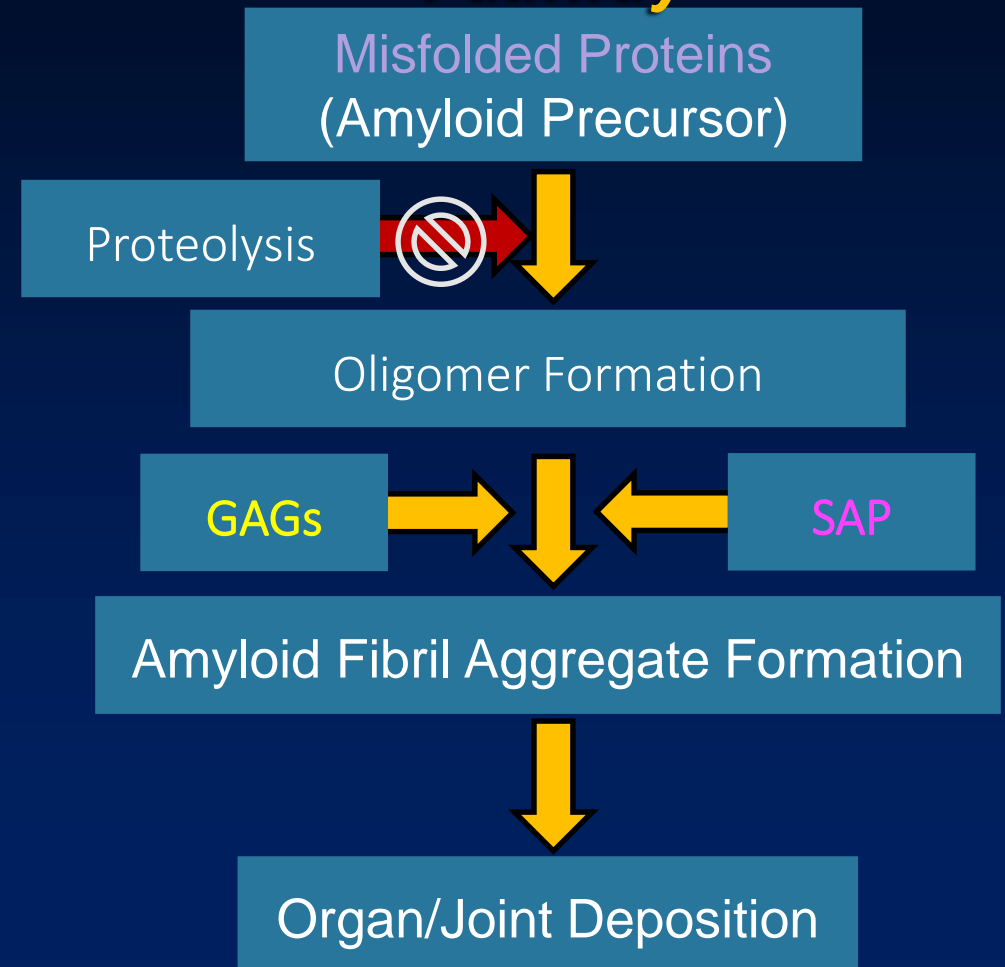 Misfolded Proteins
(Amyloid Precursor)
Proteolysis
Oligomer Formation
GAGs
SAP
Amyloid Fibril Aggregate Formation
Organ/Joint Deposition